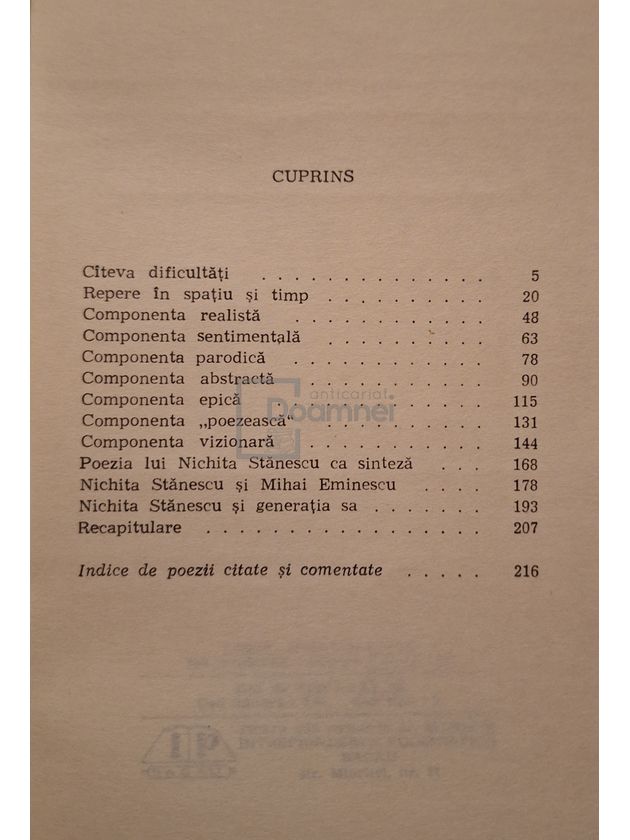 CUPRINS
Cîteva dificultăți . . . . . . . . . . . . . . 5
Repere în spațiu și timp . . . . . . . . . . 20
Componenta realistă . . . . . . . . . . . 48
Componenta sentimentală . . . . . . . . . . 63
Componenta parodică . . . . . . . . . . . 78
Componenta abstractă . . . . . . . . . . . 90
Componenta epică . . . . . . . . . . . . 115
Componenta „poezească“ . . . . . . . . . . 131
Componenta vizionară . . . . . . . . . . . 144
Poezia lui Nichita Stănescu ca sinteză . . . 168
Nichita Stănescu și Mihai Eminescu . . . . 178
Nichita Stănescu și generația sa . . . . . 193
Recapitulare . . . . . . . . . . . . . . . . . 207
Indice de poezii citate și comentate . . . . . 216
anticariat
Doamnei